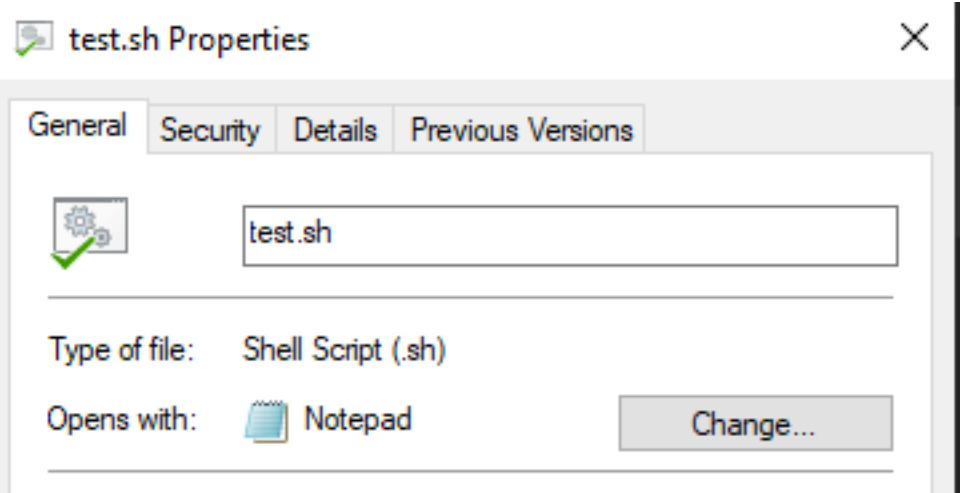 test.sh Properties
General Security Details Previous Versions
test.sh
Type of file: Shell Script (.sh)
Opens with: Notepad Change...